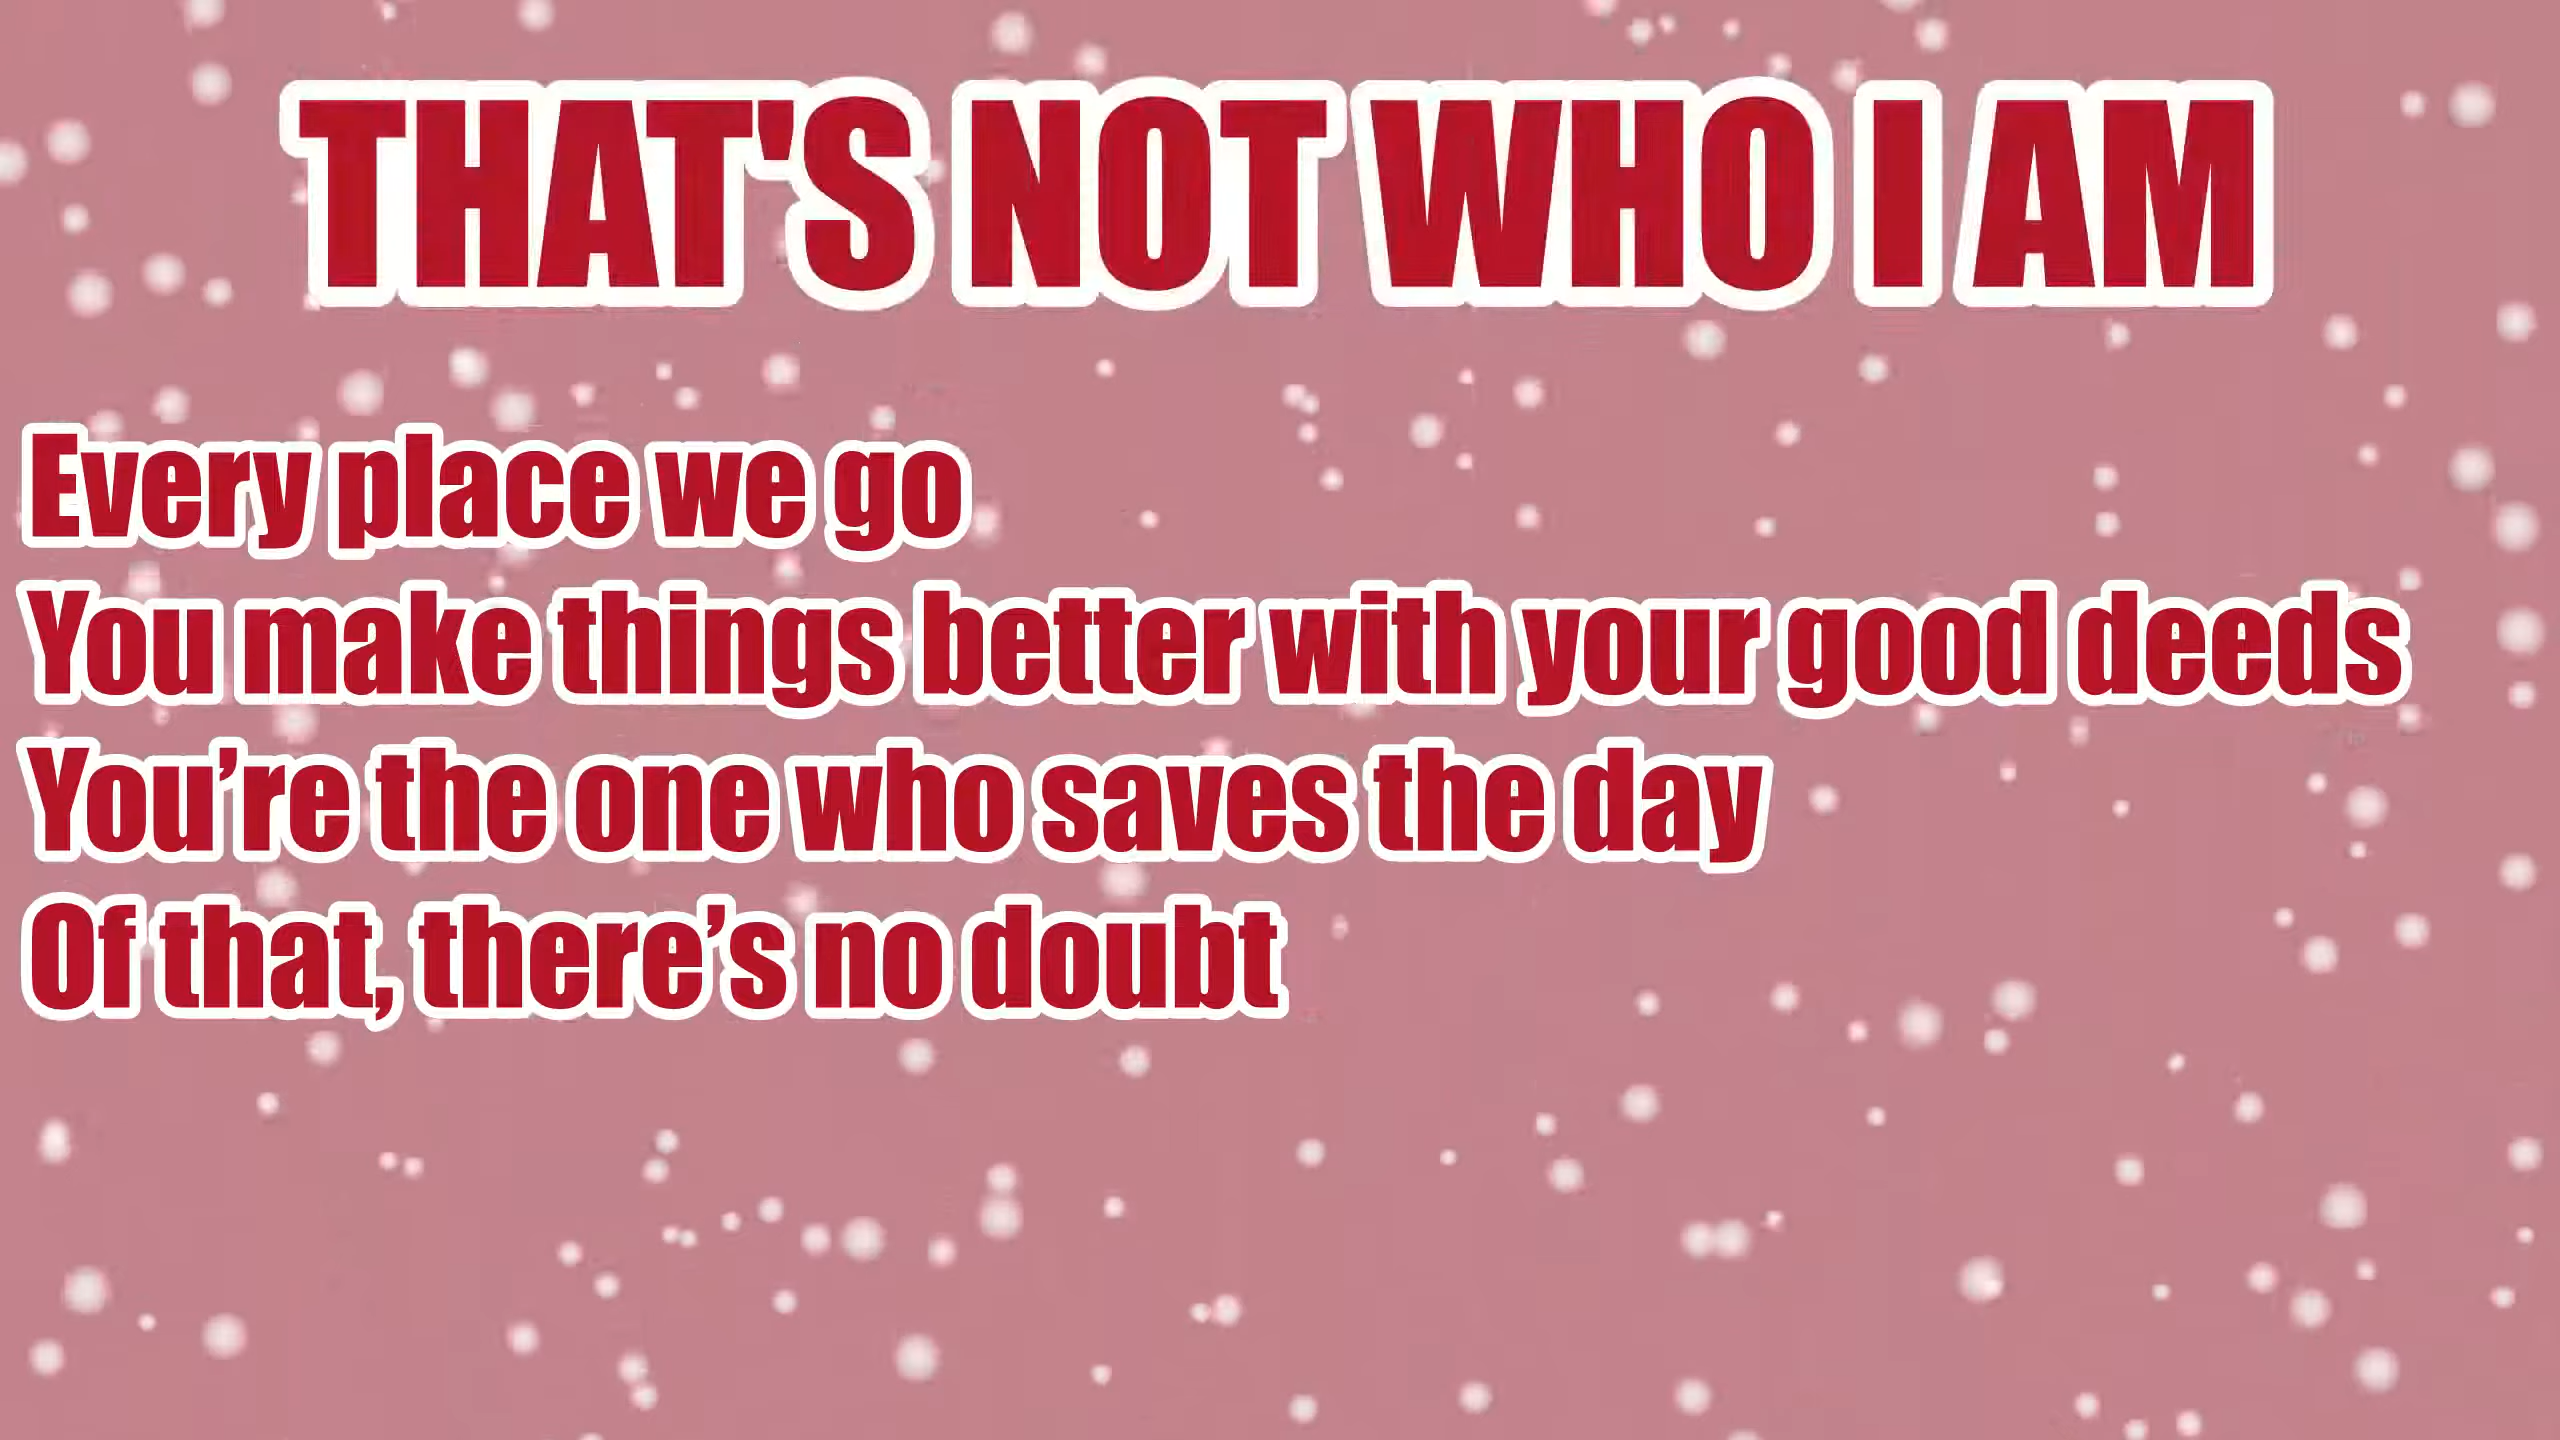 THAT'S NOT WHO I AM
Every place we go
You make things better with your good deeds
You’re the one who saves the day
Of that, there’s no doubt